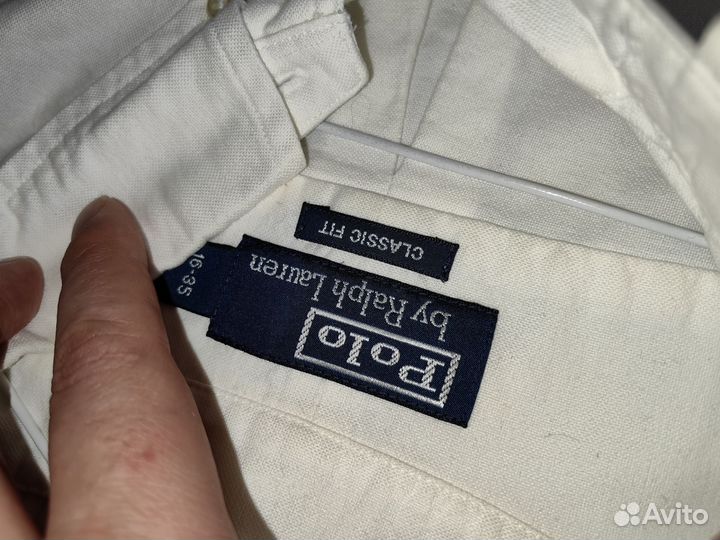 Polo
by Ralph Lauren
16-35
CLASSIC FIT
Avito